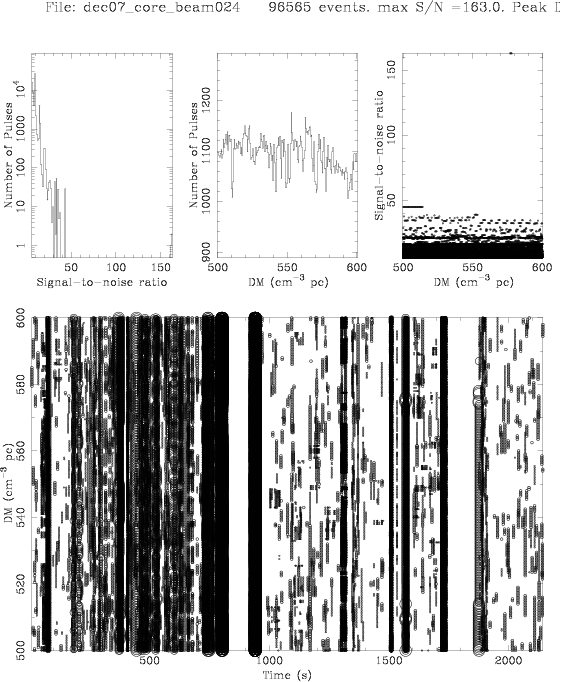 File: dec07_core_beam024 96565 events. max S/N =163.0. Peak D
Number of Pulses
10⁴
1000
100
10
1
50 100 150
Signal-to-noise ratio
Number of Pulses
1200
1100
1000
900
500 550 600
DM (cm⁻³ pc)
Signal-to-noise ratio
150
100
50
500 550 600
DM (cm⁻³ pc)
DM (cm⁻³ pc)
600
580
560
540
520
500
500 1000 1500 2000
Time (s)